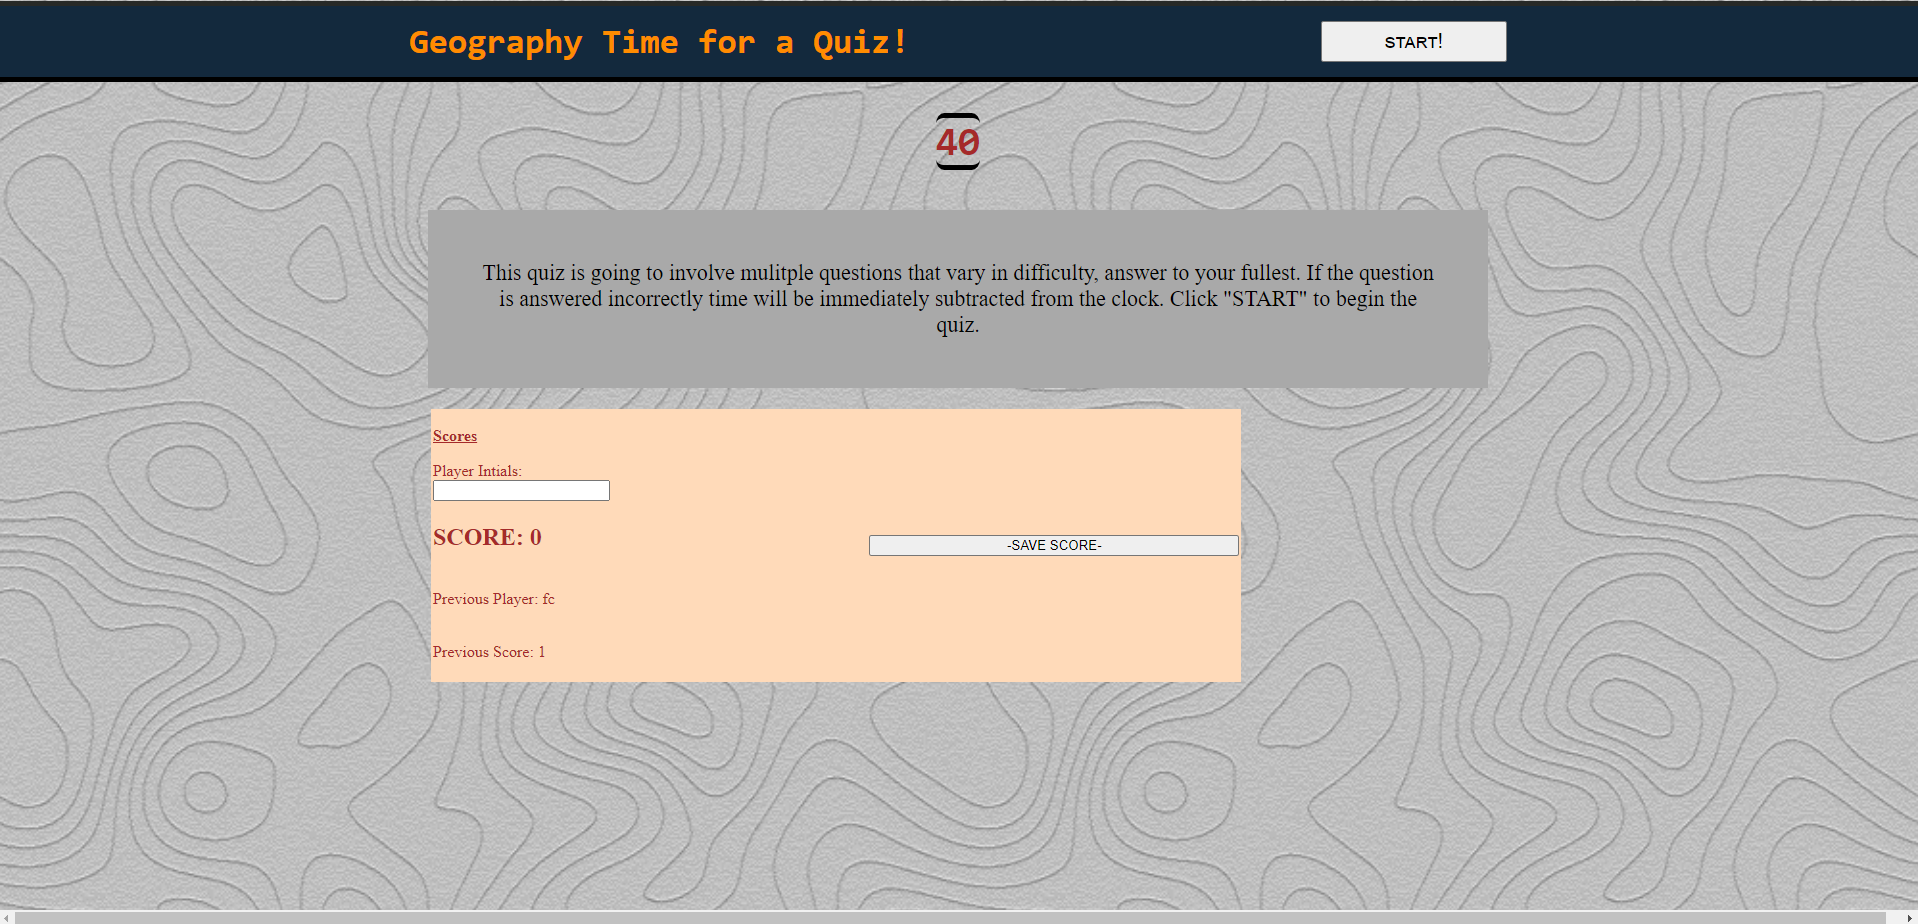 Geography Time for a Quiz!
START!
40
This quiz is going to involve mulitple questions that vary in difficulty, answer to your fullest. If the question
is answered incorrectly time will be immediately subtracted from the clock. Click "START" to begin the
quiz.
Scores
Player Intials:
SCORE: 0
-SAVE SCORE-
Previous Player: fc
Previous Score: 1